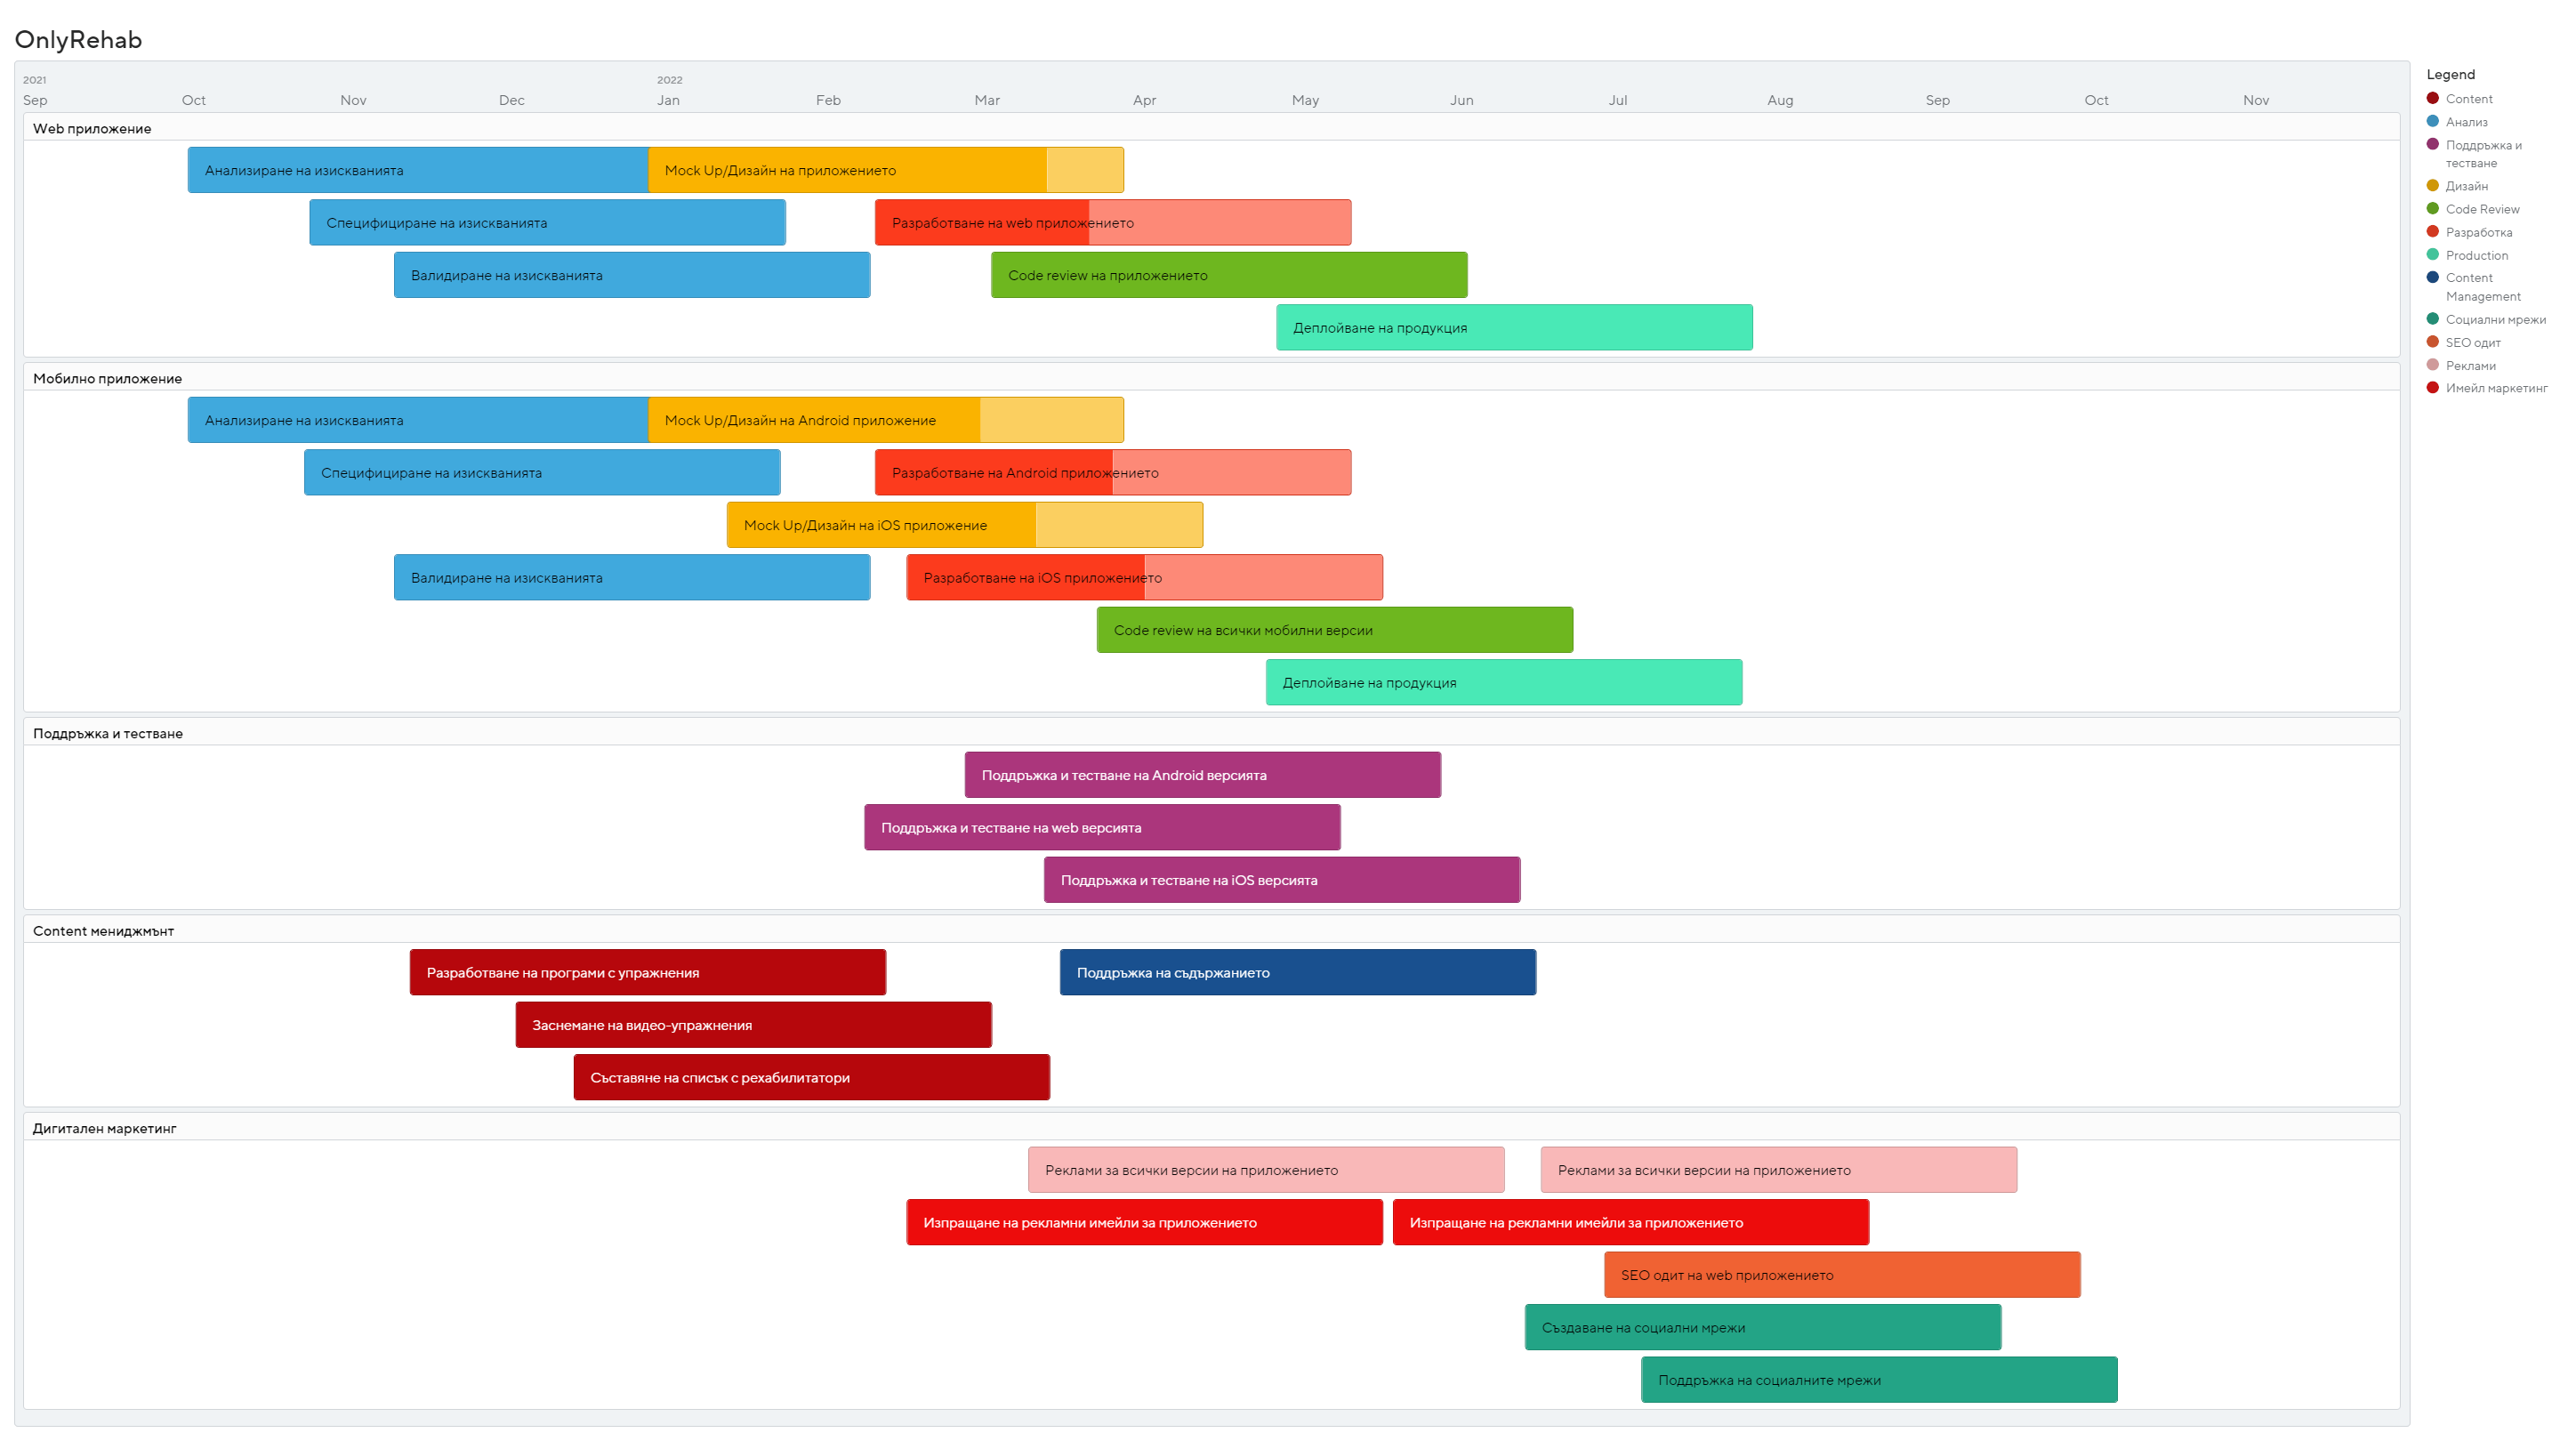 OnlyRehab
2021 2022
Sep Oct Nov Dec Jan Feb Mar Apr May Jun Jul Aug Sep Oct Nov
Web приложение
Анализиране на изискванията Mock Up/Дизайн на приложението
Специфициране на изискванията Разработване на web приложението
Валидиране на изискванията Code review на приложението
Деплойване на продукция
Мобилно приложение
Анализиране на изискванията Mock Up/Дизайн на Android приложение
Специфициране на изискванията Разработване на Android приложението
Mock Up/Дизайн на iOS приложение
Валидиране на изискванията Разработване на iOS приложението
Code review на всички мобилни версии
Деплойване на продукция
Поддръжка и тестване
Поддръжка и тестване на Android версията
Поддръжка и тестване на web версията
Поддръжка и тестване на iOS версията
Content мениджмънт
Разработване на програми с упражнения Поддръжка на съдържанието
Заснемане на видео-упражнения
Съставяне на списък с рехабилитатори
Дигитален маркетинг
Реклами за всички версии на приложението Реклами за всички версии на приложението
Изпращане на рекламни имейли за приложението Изпращане на рекламни имейли за приложението
SEO одит на web приложението
Създаване на социални мрежи
Поддръжка на социалните мрежи
Legend
Content
Анализ
Поддръжка и
тестване
Дизайн
Code Review
Разработка
Production
Content
Management
Социални мрежи
SEO одит
Реклами
Имейл маркетинг